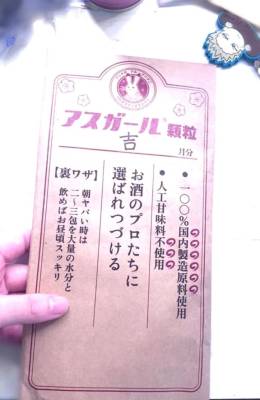 アスガール顆粒
吉
月分
●一〇〇%国内製造原料使用
●人工甘味料不使用
お酒のプロたちに
選ばれつづける
【裏ワザ】
朝ヤバい時は
二〜三包を大量の水分と
飲めばお昼頃スッキリ